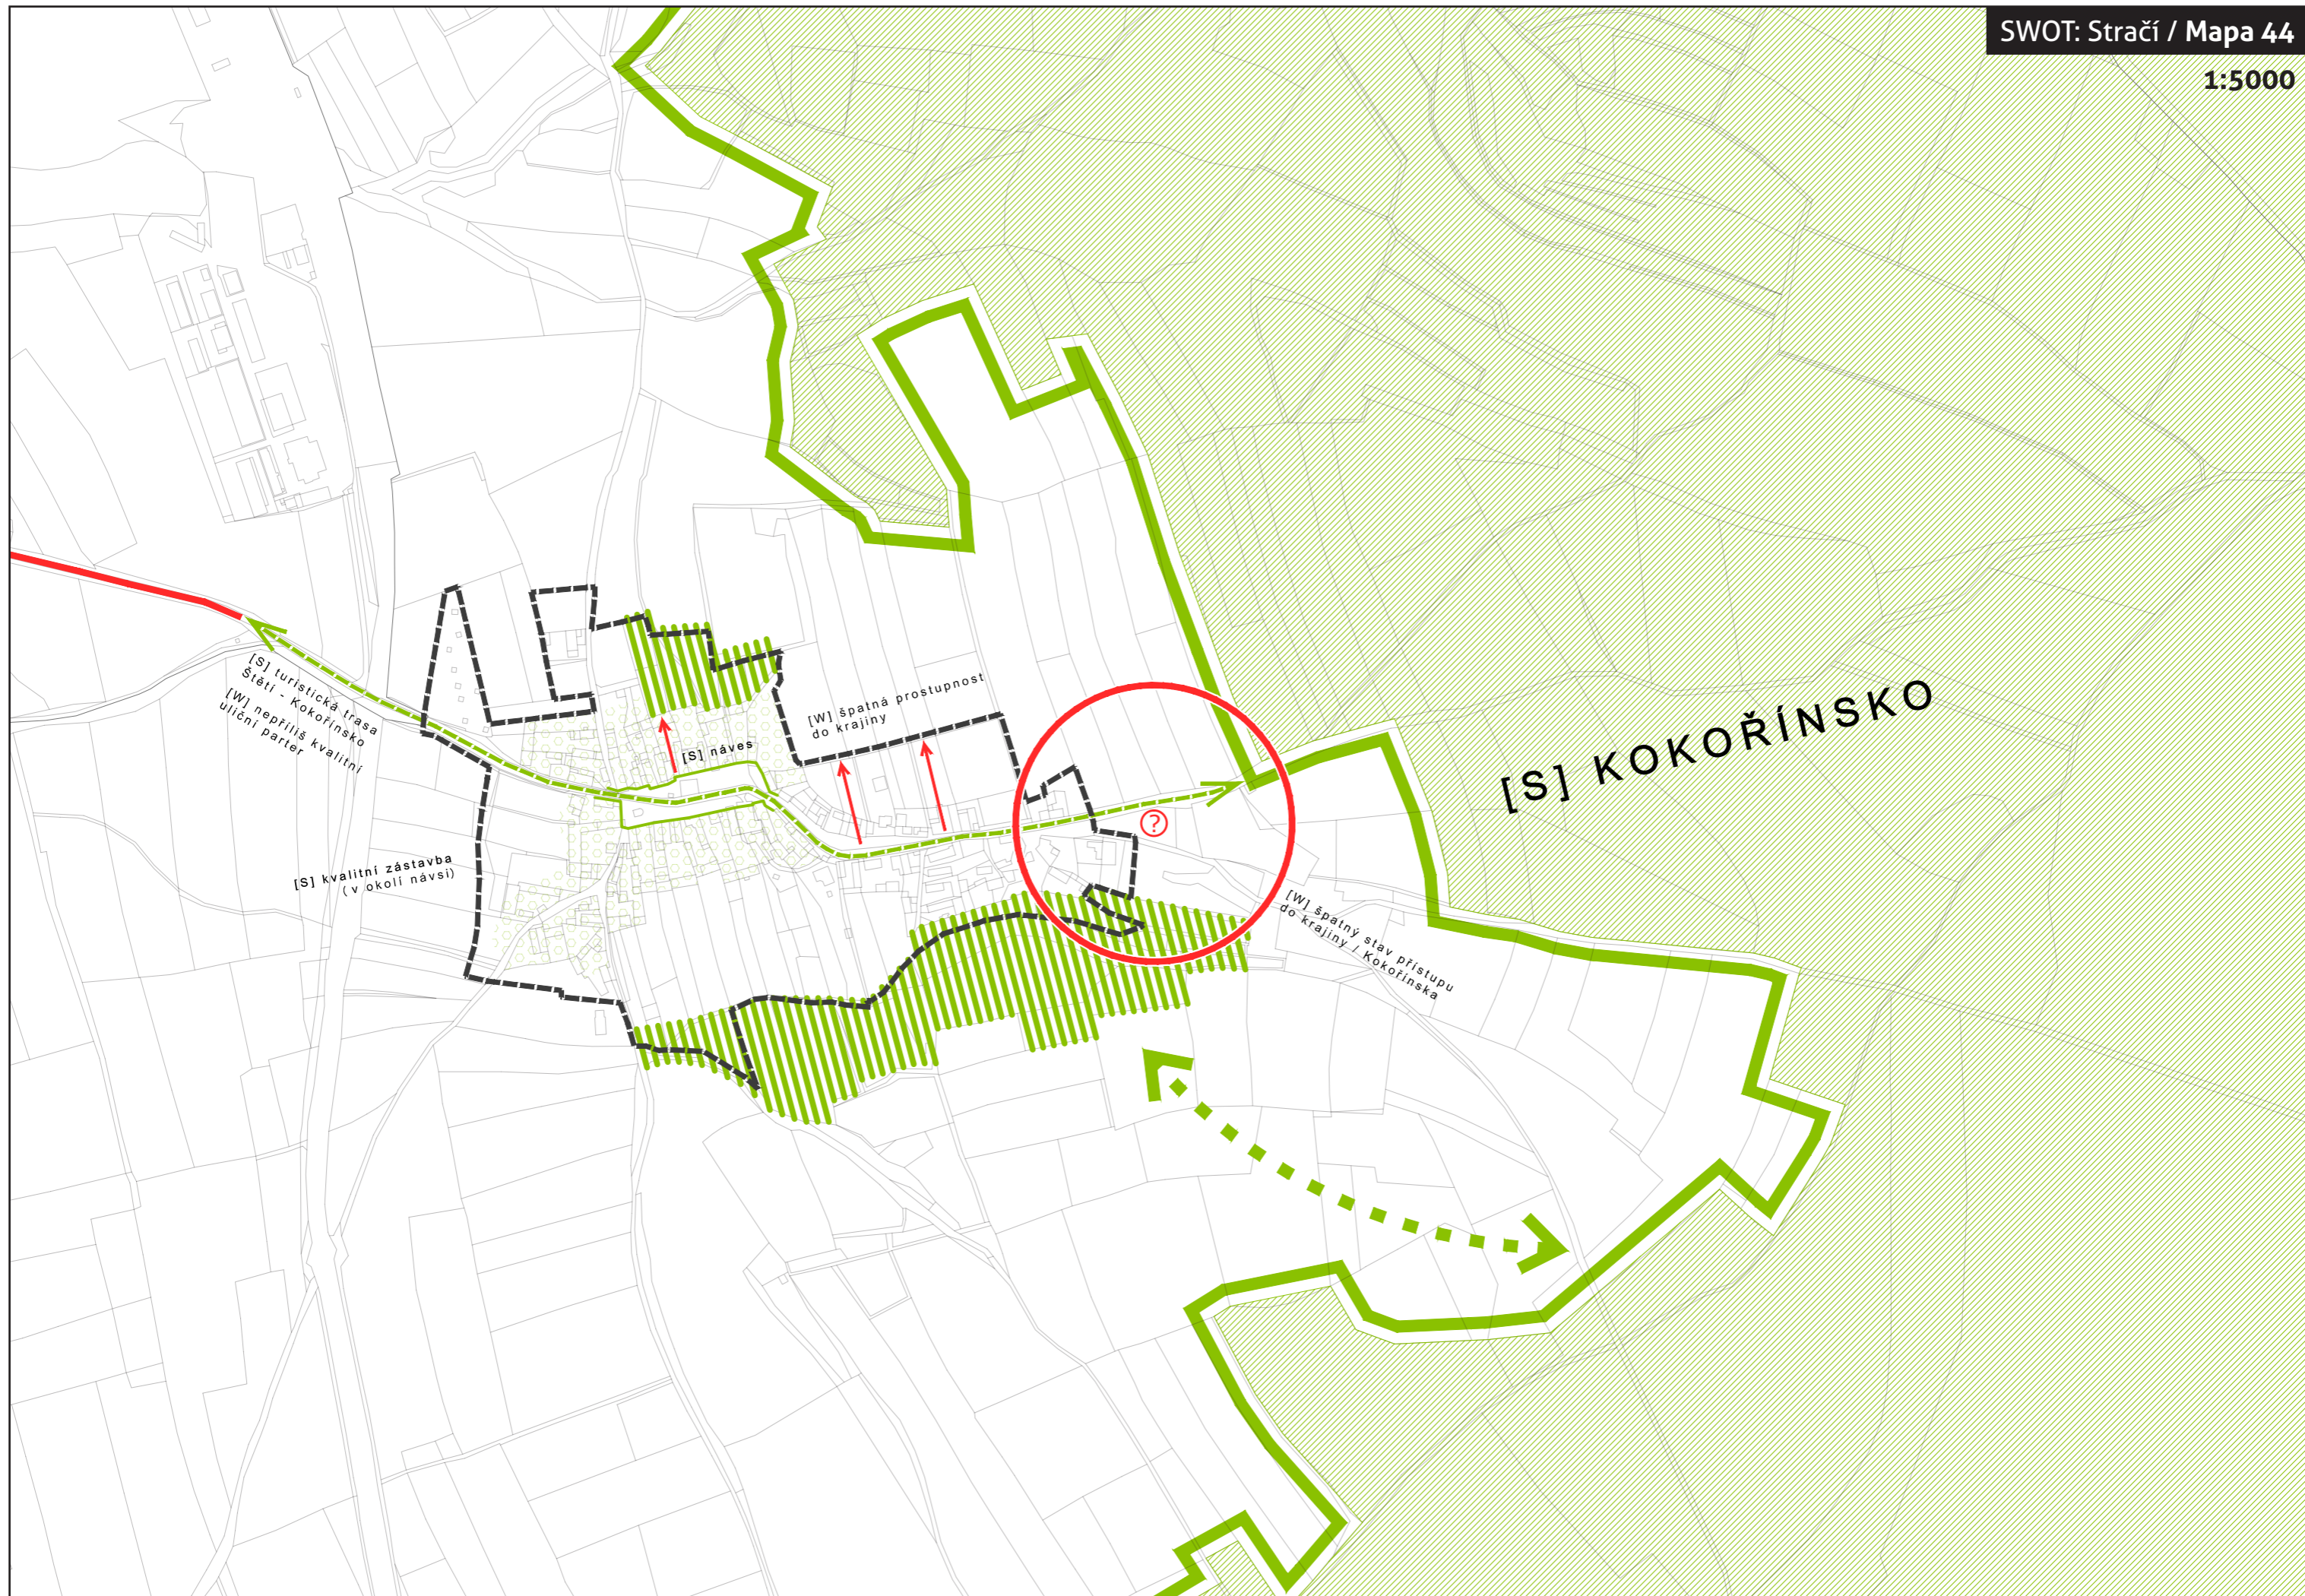 SWOT: Stračí / Mapa 44
1:5000
[S] turistická trasa
Štětí - Kokořínsko
[W] nepříliš kvalitní
uliční parter
[S] náves
[W] špatná prostupnost
do krajiny
[S] KOKOŘÍNSKO
?
[S] kvalitní zástavba
(v okolí návsi)
[W] špatný stav přístupu
do krajiny / Kokořínska